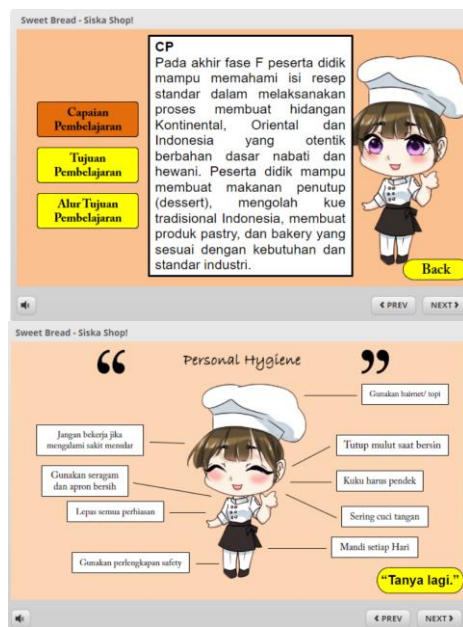 Sweet Bread - Siska Shop!
Capaian
Pembelajaran
Tujuan
Pembelajaran
Alur Tujuan
Pembelajaran
CP
Pada akhir fase F peserta didik
mampu memahami isi resep
standar dalam melaksanakan
proses membuat hidangan
Kontinental, Oriental dan
Indonesia yang otentik
berbahan dasar nabati dan
hewani. Peserta didik mampu
membuat makanan penutup
(dessert), mengolah kue
tradisional Indonesia, membuat
produk pastry, dan bakery yang
sesuai dengan kebutuhan dan
standar industri.
Back
PREV NEXT
Sweet Bread - Siska Shop!
“ Personal Hygiene ”
Gunakan hairnet/ topi
Jangan bekerja jika
mengalami sakit menular
Tutup mulut saat bersin
Gunakan seragam
dan apron bersih
Kuku harus pendek
Lepas semua perhiasan
Sering cuci tangan
Mandi setiap Hari
Gunakan perlengkapan safety
“Tanya lagi.”
PREV NEXT